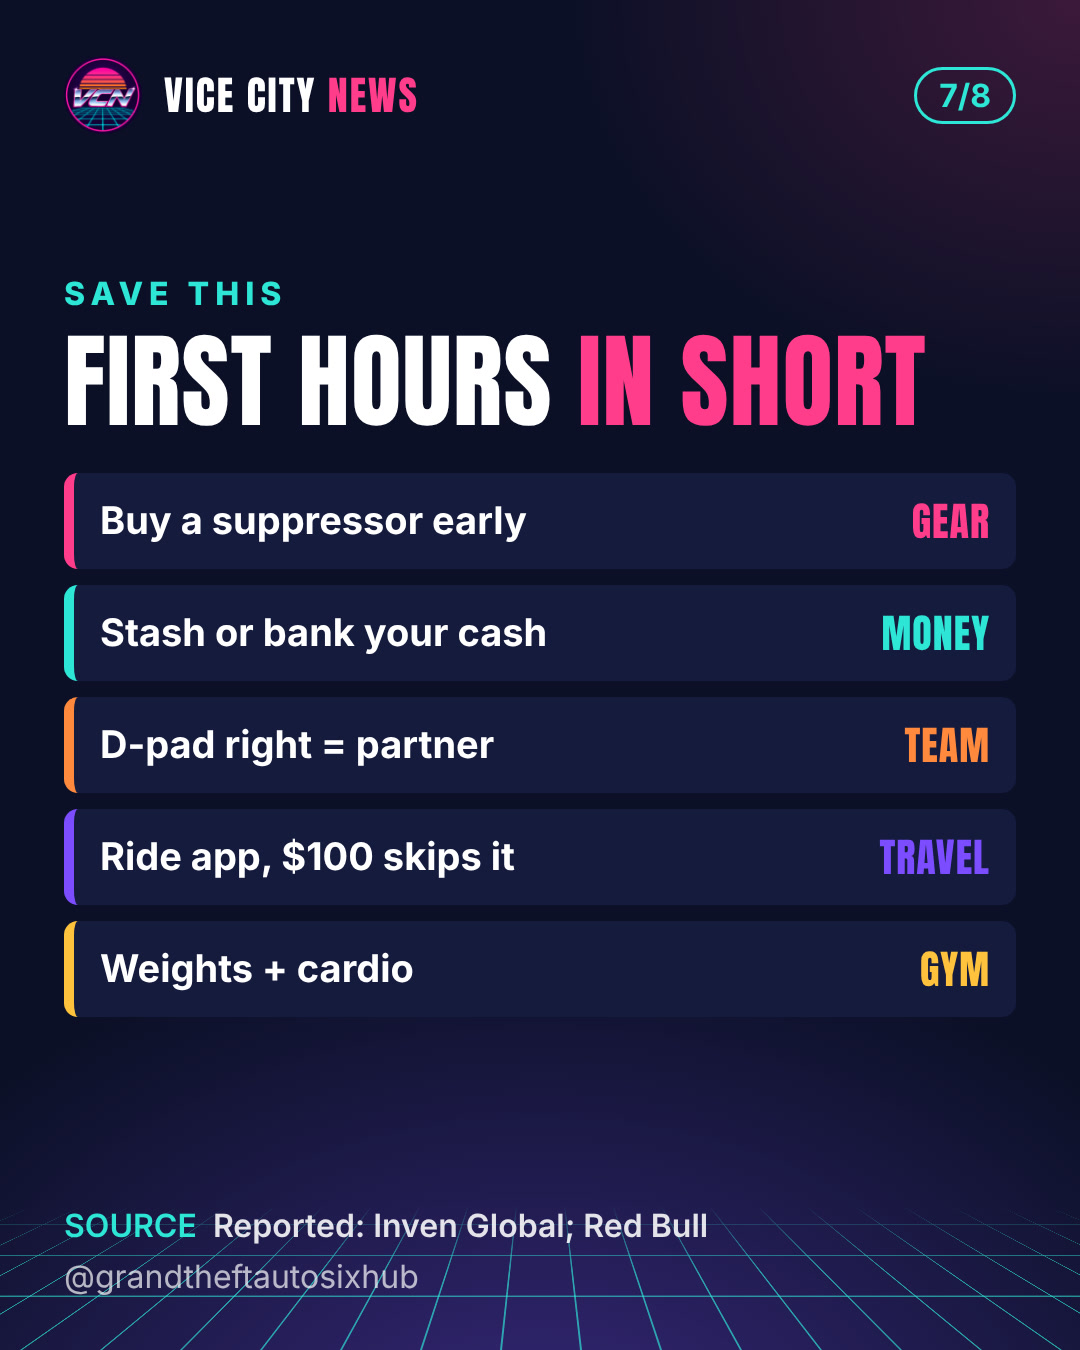 VCN
VICE CITY NEWS
7/8
SAVE THIS
FIRST HOURS IN SHORT
Buy a suppressor early GEAR
Stash or bank your cash MONEY
D-pad right = partner TEAM
Ride app, $100 skips it TRAVEL
Weights + cardio GYM
SOURCE Reported: Inven Global; Red Bull
@grandtheftautosixhub